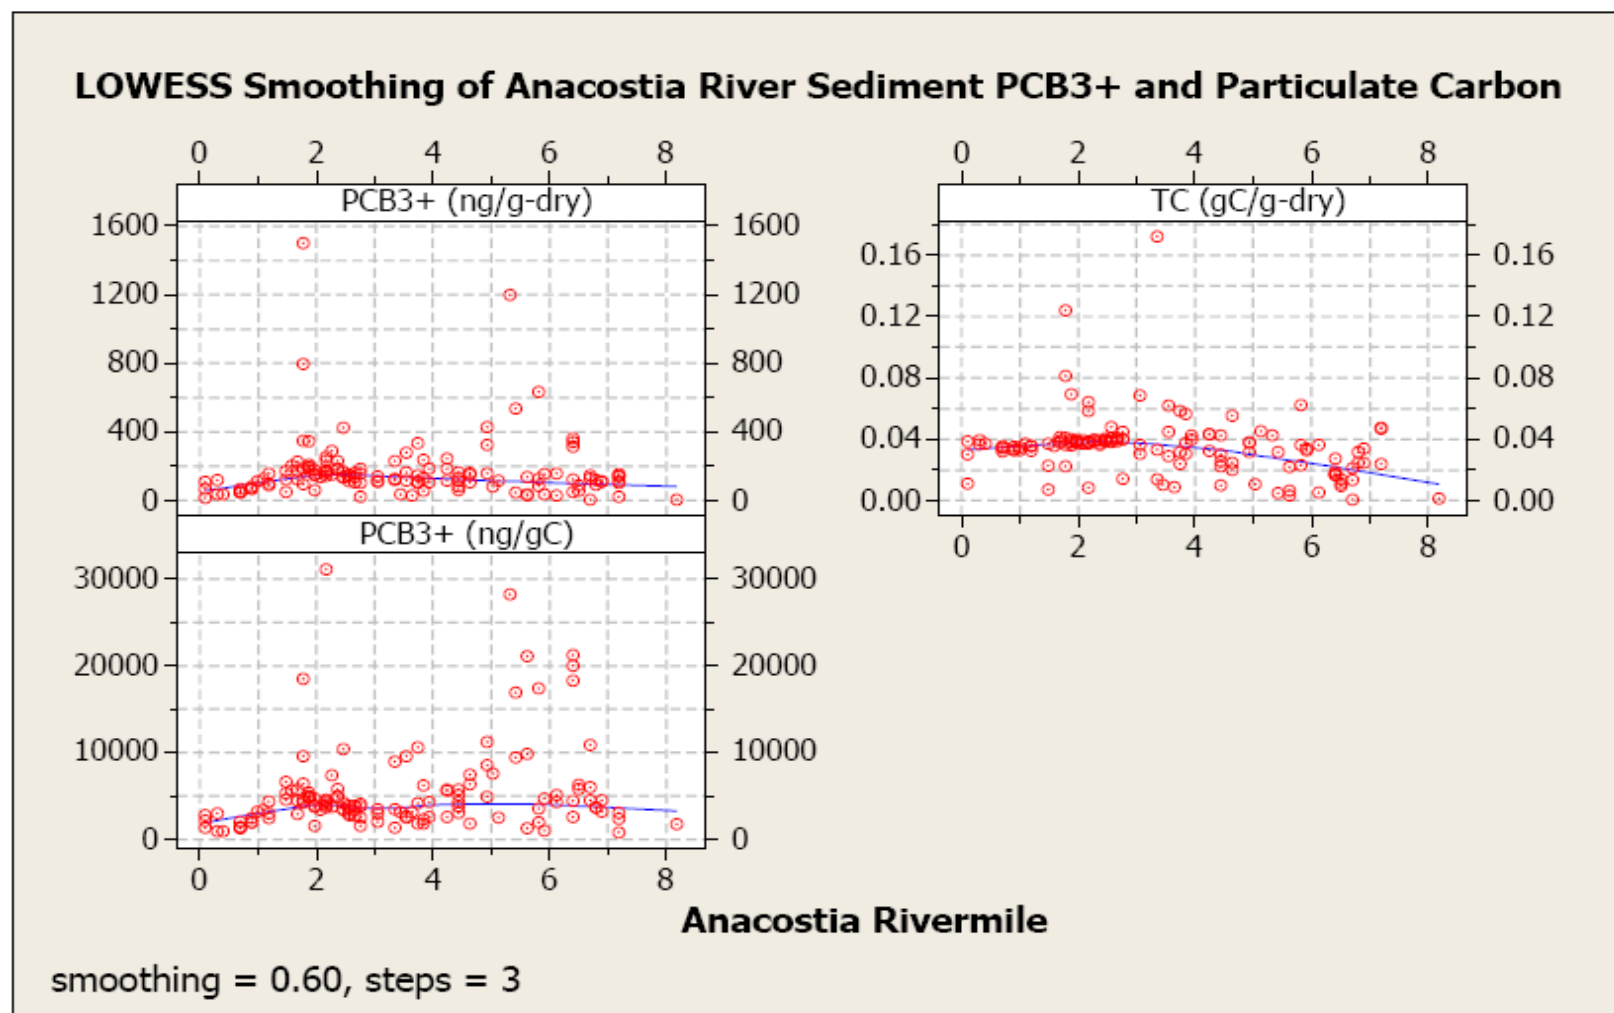 LOWESS Smoothing of Anacostia River Sediment PCB3+ and Particulate Carbon
0 2 4 6 8 0 2 4 6 8
PCB3+ (ng/g-dry) TC (gC/g-dry)
1600 1600
0.16 0.16
1200 1200
0.12 0.12
800 800
0.08 0.08
400 400
0.04 0.04
0 0 0.00 0.00
PCB3+ (ng/gC) 0 2 4 6 8
30000 30000
20000 20000
10000 10000
0 0
0 2 4 6 8
Anacostia Rivermile
smoothing = 0.60, steps = 3